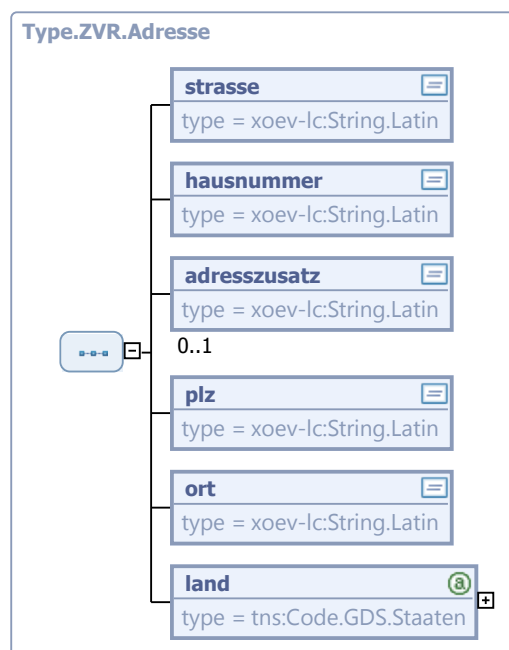 Type.ZVR.Adresse
strasse
type = xoev-lc:String.Latin
hausnummer
type = xoev-lc:String.Latin
adresszusatz
type = xoev-lc:String.Latin
0..1
plz
type = xoev-lc:String.Latin
ort
type = xoev-lc:String.Latin
land
type = tns:Code.GDS.Staaten